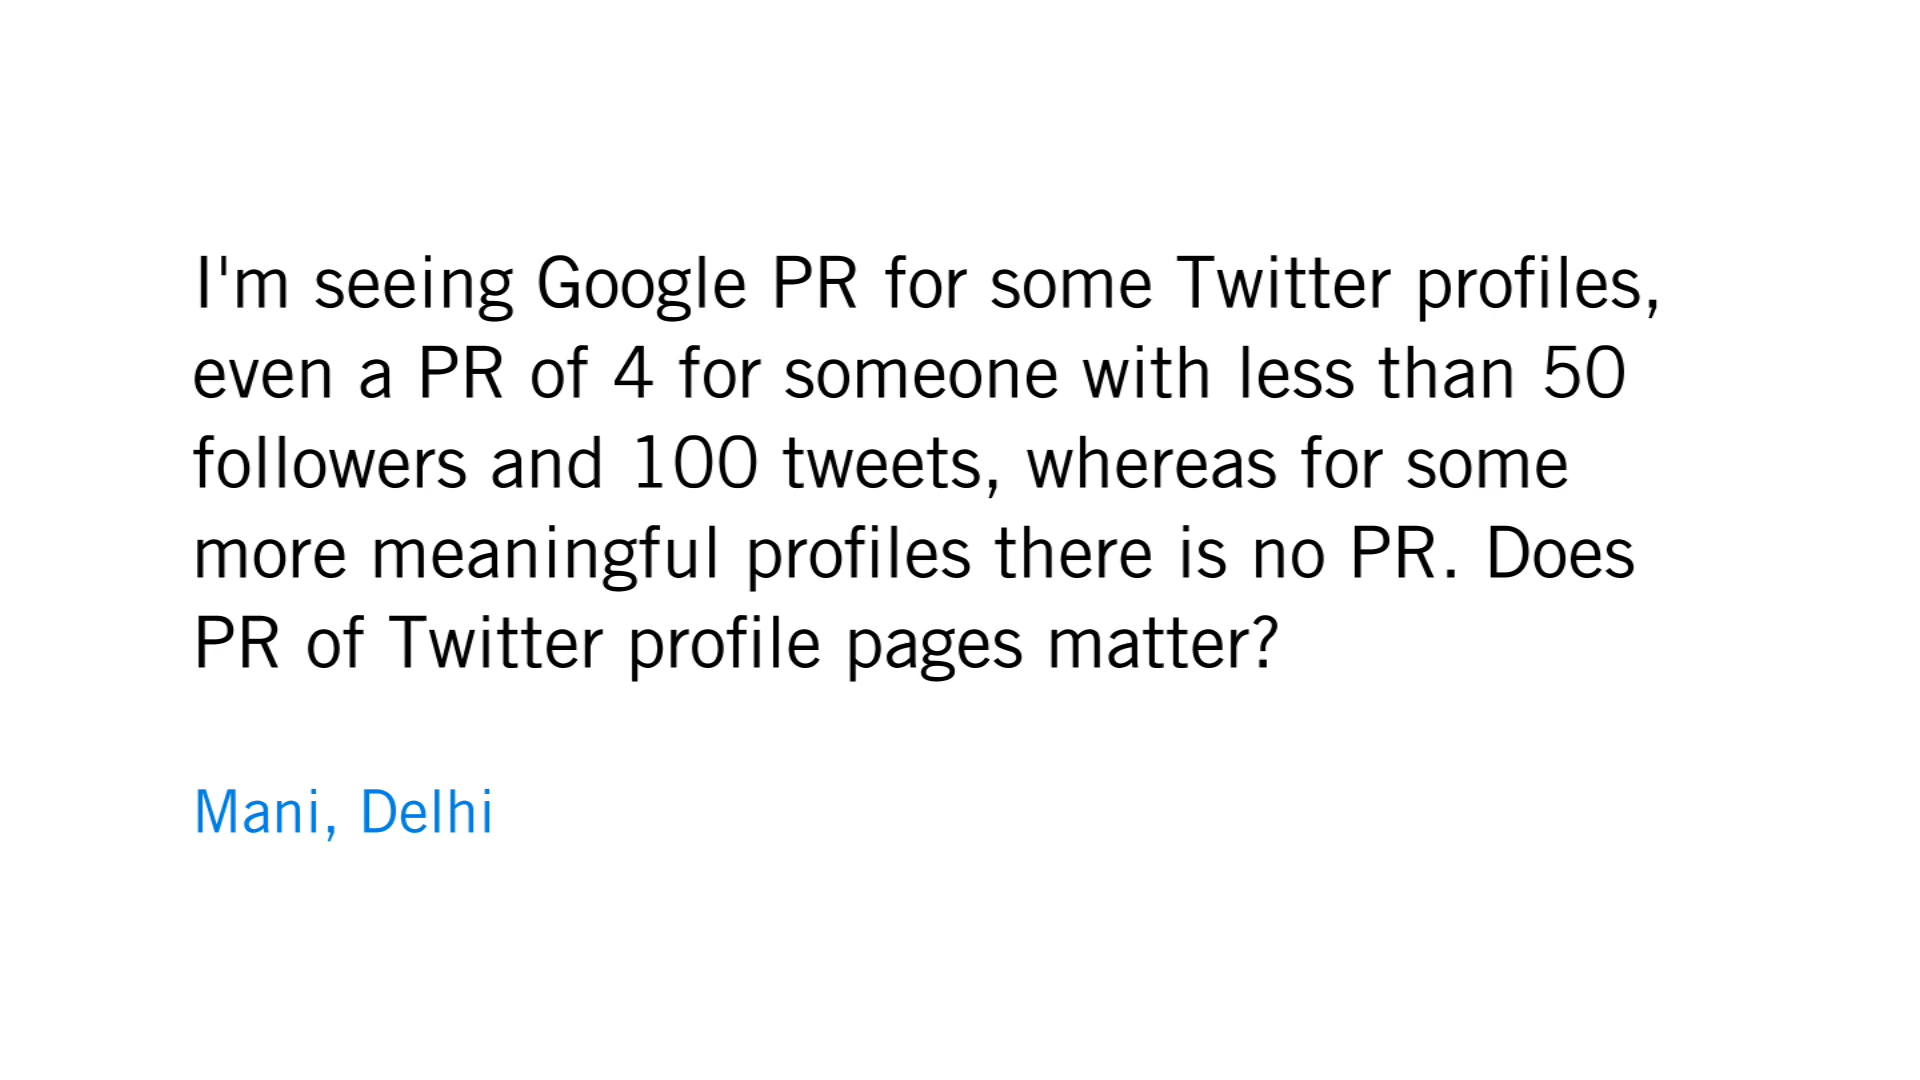 I'm seeing Google PR for some Twitter profiles,
even a PR of 4 for someone with less than 50
followers and 100 tweets, whereas for some
more meaningful profiles there is no PR. Does
PR of Twitter profile pages matter?
Mani, Delhi